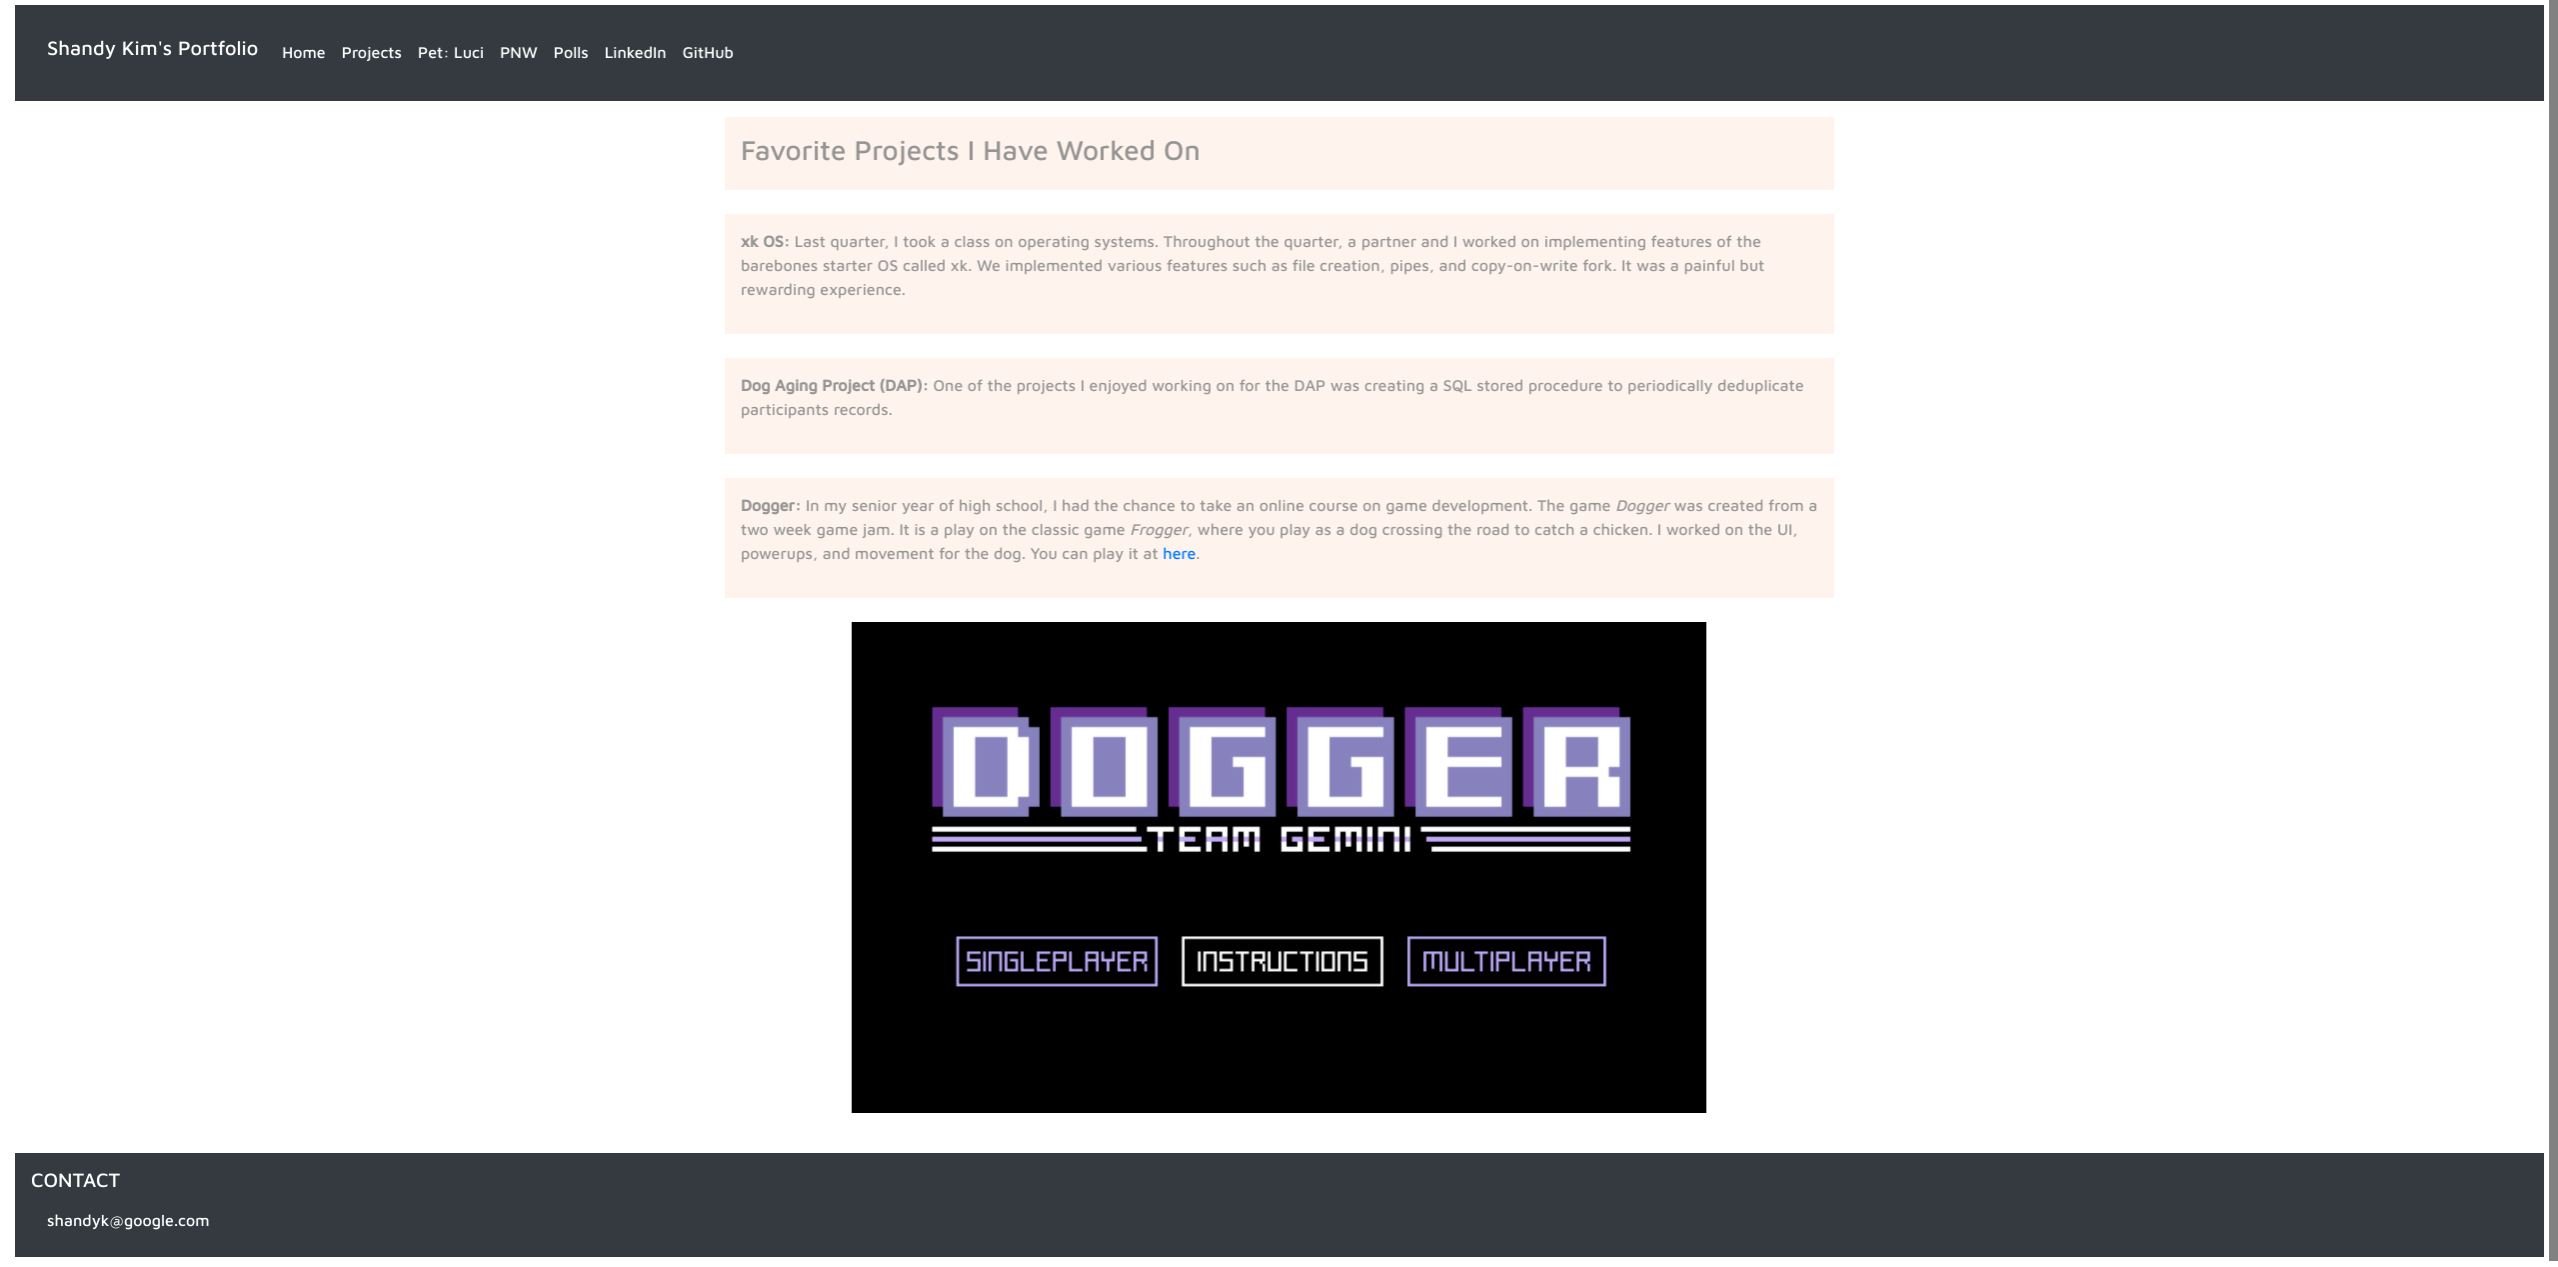 Shandy Kim's Portfolio Home Projects Pet: Luci PNW Polls LinkedIn GitHub
Favorite Projects I Have Worked On
xk OS: Last quarter, I took a class on operating systems. Throughout the quarter, a partner and I worked on implementing features of the
barebones starter OS called xk. We implemented various features such as file creation, pipes, and copy-on-write fork. It was a painful but
rewarding experience.
Dog Aging Project (DAP): One of the projects I enjoyed working on for the DAP was creating a SQL stored procedure to periodically deduplicate
participants records.
Dogger: In my senior year of high school, I had the chance to take an online course on game development. The game Dogger was created from a
two week game jam. It is a play on the classic game Frogger, where you play as a dog crossing the road to catch a chicken. I worked on the UI,
powerups, and movement for the dog. You can play it at here.
DOGGER
TEAM GEMINI
SINGLEPLAYER INSTRUCTIONS MULTIPLAYER
CONTACT
shandyk@google.com